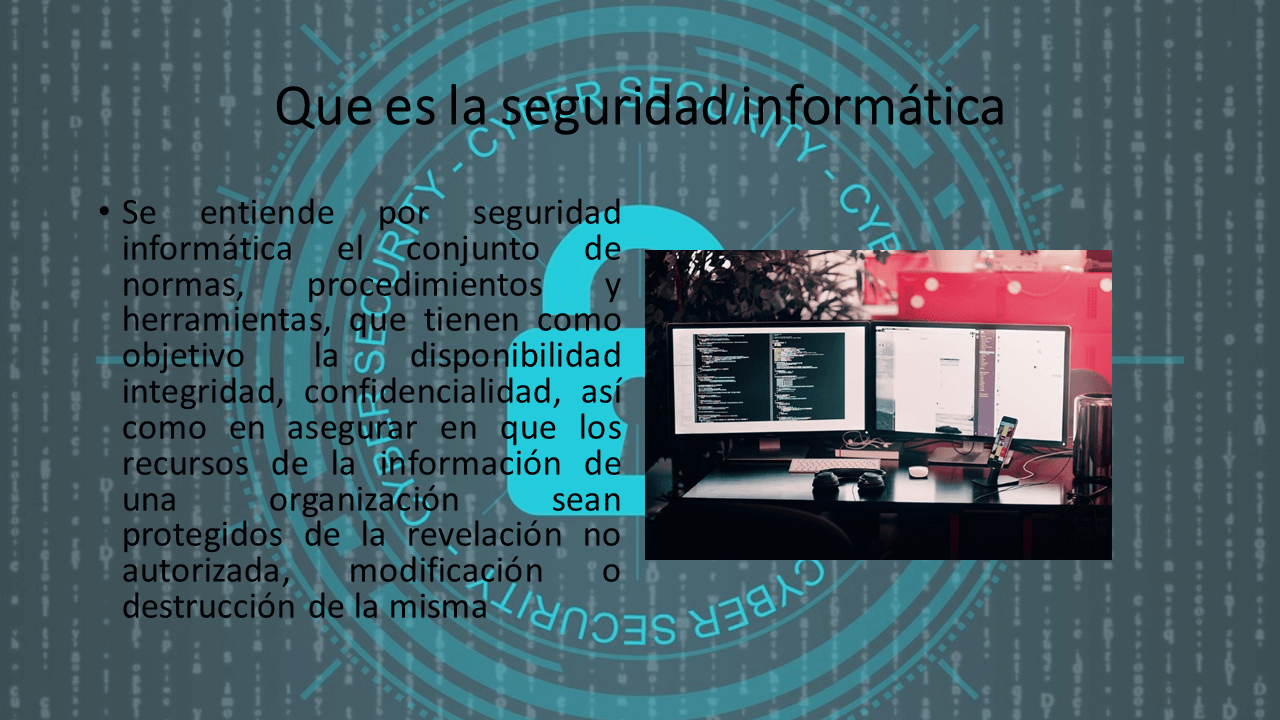 Que es la seguridad informática
• Se entiende por seguridad
informática el conjunto de
normas, procedimientos y
herramientas, que tienen como
objetivo la disponibilidad
integridad, confidencialidad, así
como en asegurar en que los
recursos de la información de
una organización sean
protegidos de la revelación no
autorizada, modificación o
destrucción de la misma
CYBER SECURITY - CYBER SECURITY - CYBE
CYBER SECURITY -